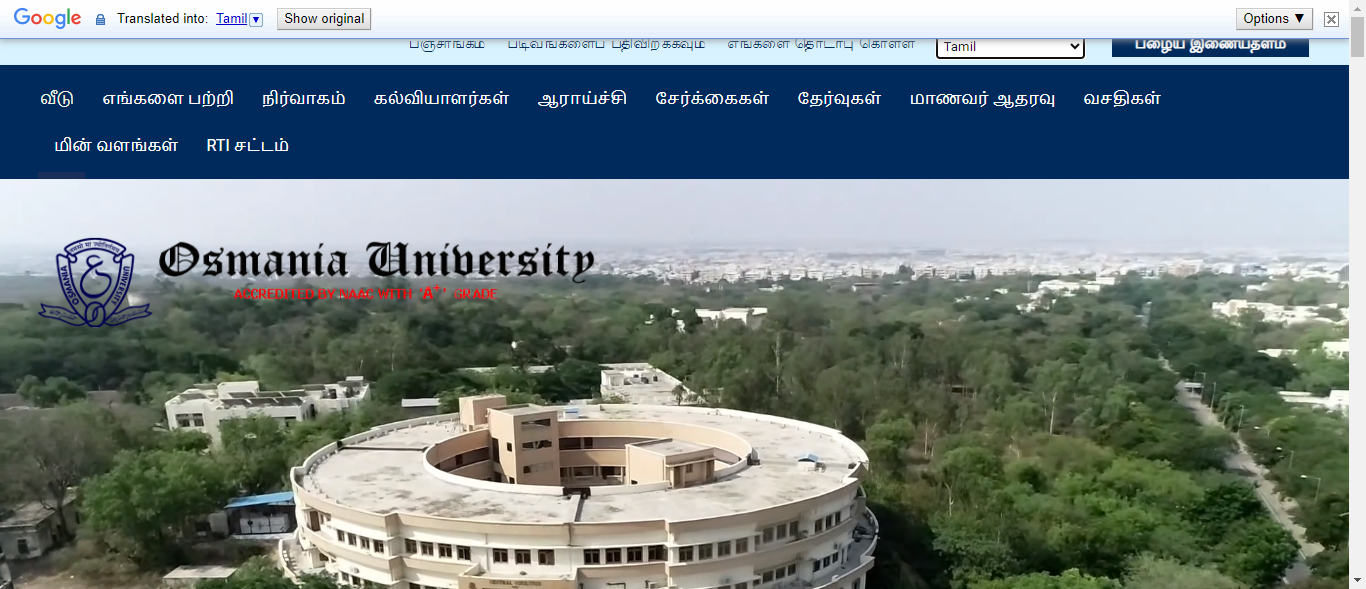 Google Translated into: Tamil Show original Options ▼
பஞ்சாங்கம் படிவங்களைப் பதிவிறக்கவும் எங்களை தொடர்பு கொள்ள Tamil பழைய இணையதளம்
வீடு எங்களை பற்றி நிர்வாகம் கல்வியாளர்கள் ஆராய்ச்சி சேர்க்கைகள் தேர்வுகள் மாணவர் ஆதரவு வசதிகள்
மின் வளங்கள் RTI சட்டம்
Osmania University
ACCREDITED BY NAAC WITH 'A+' GRADE
OSMANIA UNIVERSITY